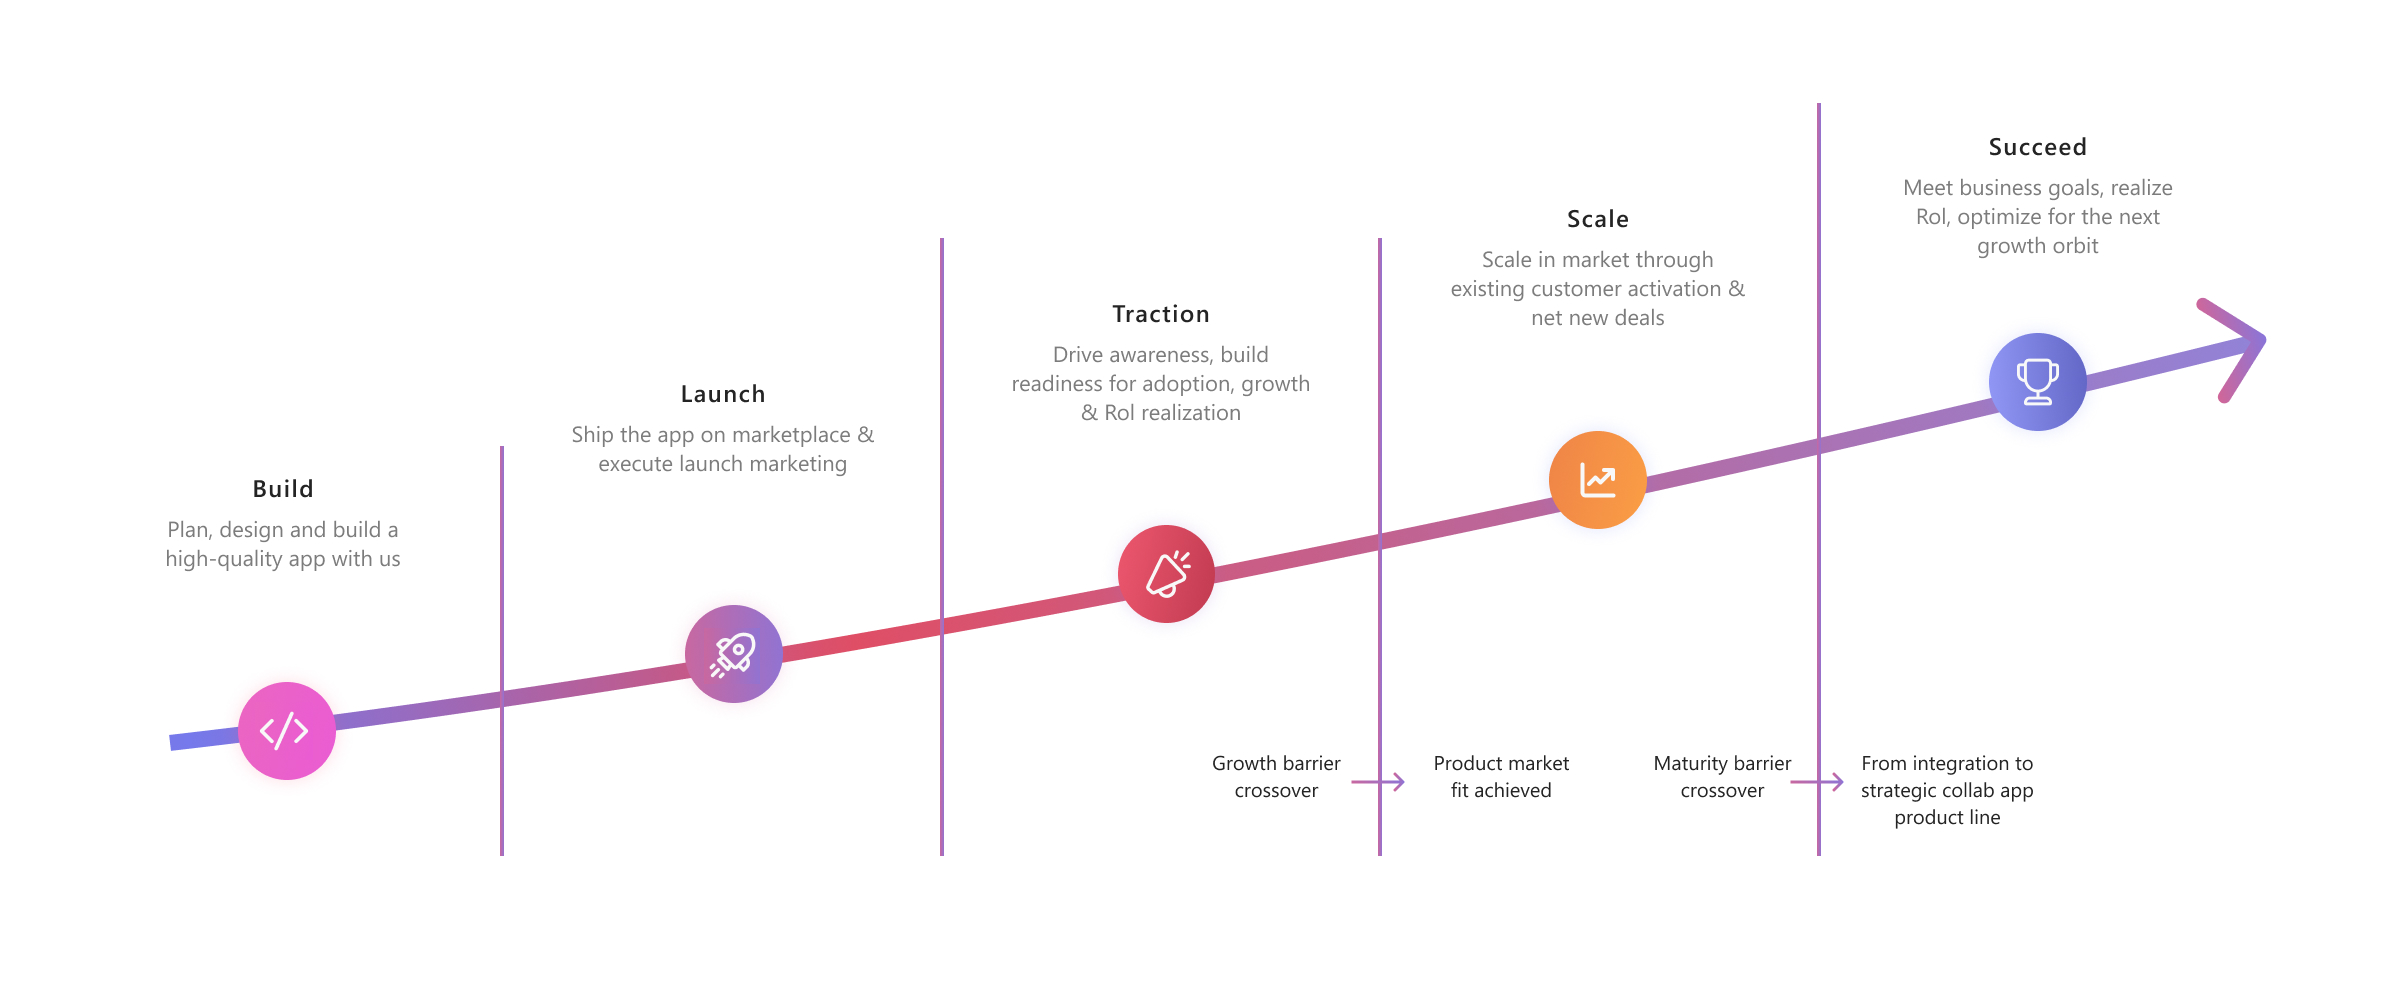 Build
Plan, design and build a
high-quality app with us
Launch
Ship the app on marketplace &
execute launch marketing
Traction
Drive awareness, build
readiness for adoption, growth
& RoI realization
Scale
Scale in market through
existing customer activation &
net new deals
Succeed
Meet business goals, realize
RoI, optimize for the next
growth orbit
Growth barrier
crossover
Product market
fit achieved
Maturity barrier
crossover
From integration to
strategic collab app
product line